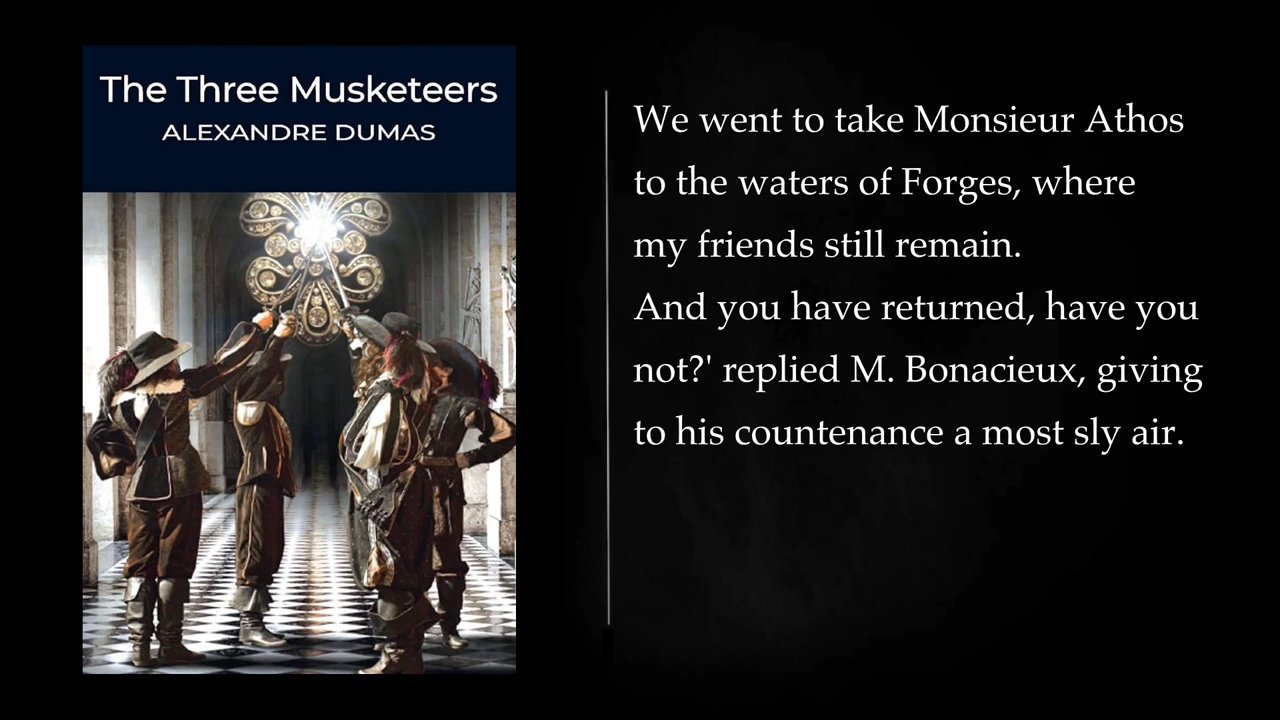 The Three Musketeers
ALEXANDRE DUMAS
We went to take Monsieur Athos
to the waters of Forges, where
my friends still remain.
And you have returned, have you
not?' replied M. Bonacieux, giving
to his countenance a most sly air.